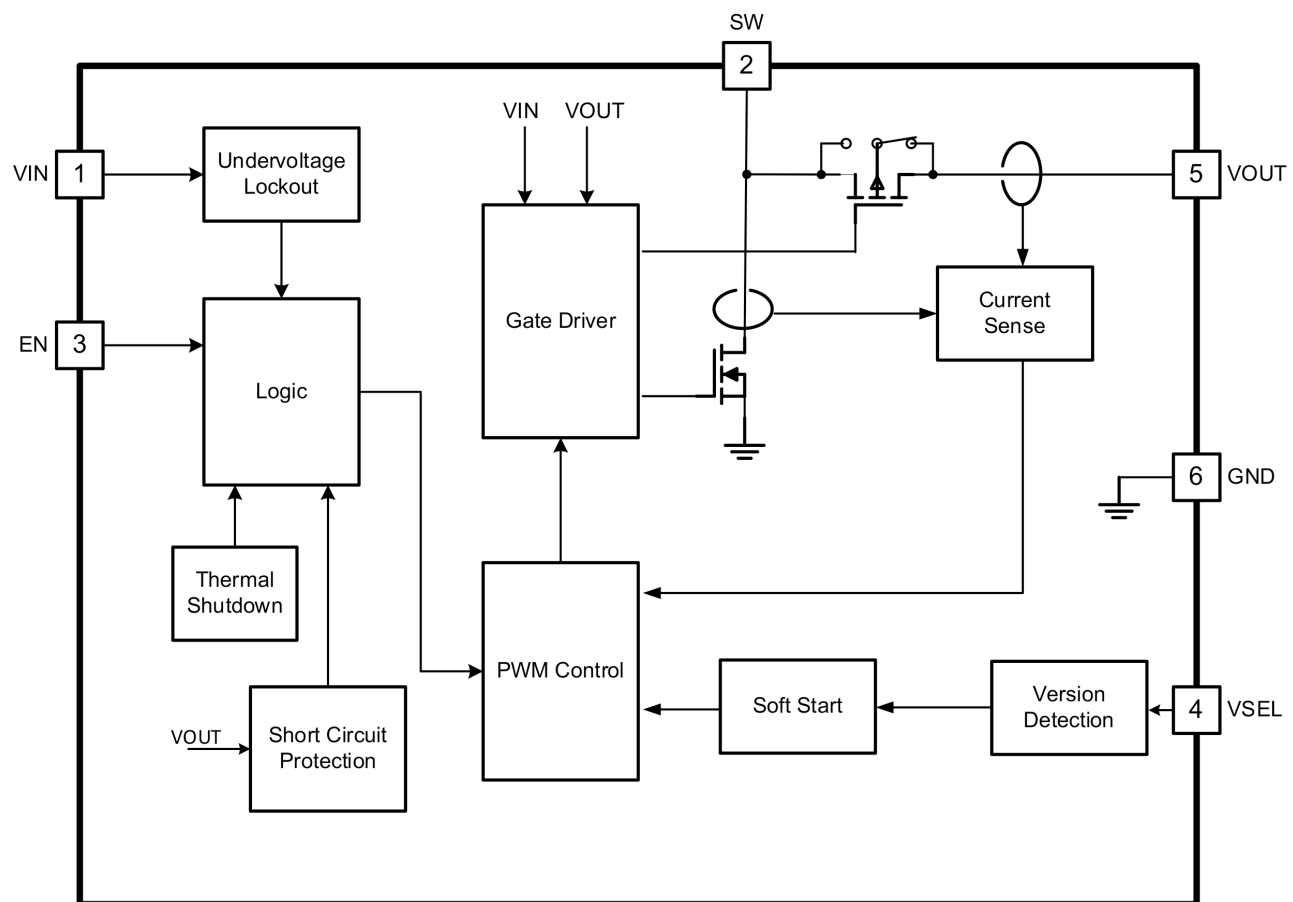 SW
2
VIN VOUT
Undervoltage
Lockout
VIN 1
5 VOUT
Gate Driver
Current
Sense
EN 3
Logic
6 GND
Thermal
Shutdown
PWM Control
Soft Start
Version
Detection
4 VSEL
VOUT
Short Circuit
Protection